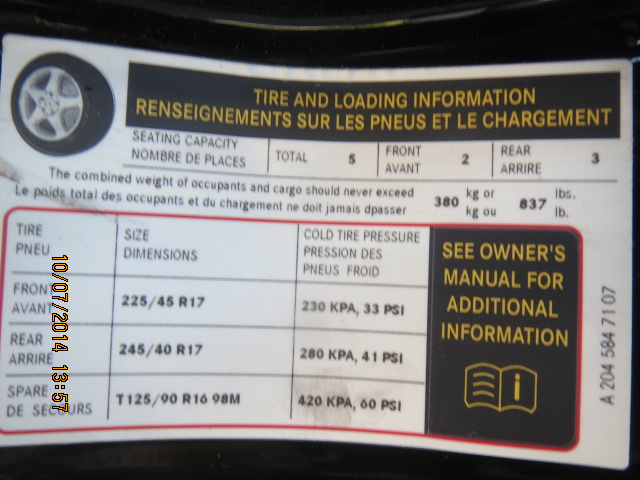 TIRE AND LOADING INFORMATION
RENSEIGNEMENTS SUR LES PNEUS ET LE CHARGEMENT
SEATING CAPACITY
NOMBRE DE PLACES
TOTAL 5
FRONT
AVANT
2
REAR
ARRIRE
3
The combined weight of occupants and cargo should never exceed
Le poids total des occupants et du chargement ne doit jamais dpasser
380 kg or
kg ou
837 lbs.
lb.
TIRE
PNEU
SIZE
DIMENSIONS
COLD TIRE PRESSURE
PRESSION DES
PNEUS FROID
FRONT
AVANT
225/45 R17
230 KPA, 33 PSI
REAR
ARRIRE
245/40 R17
280 KPA, 41 PSI
SPARE
DE SECOURS
T125/90 R16 98M
420 KPA, 60 PSI
SEE OWNER'S
MANUAL FOR
ADDITIONAL
INFORMATION
A 204 584 71 07
10/07/2014 13:57